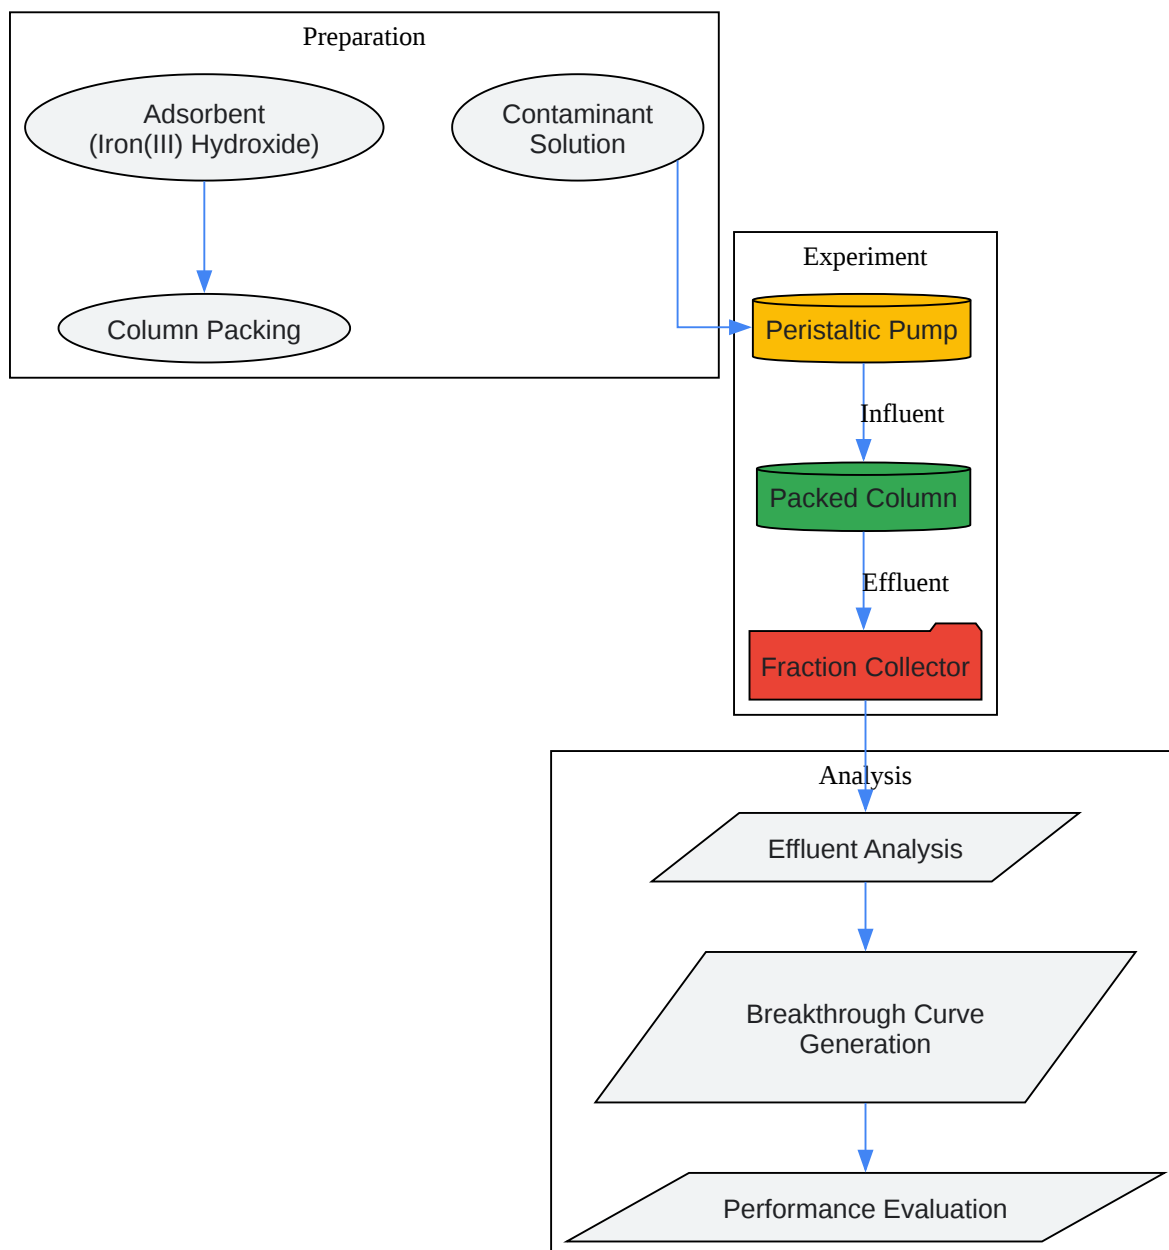 Preparation
Adsorbent
(Iron(III) Hydroxide)
Contaminant
Solution
Column Packing
Experiment
Peristaltic Pump
Influent
Packed Column
Effluent
Fraction Collector
Analysis
Effluent Analysis
Breakthrough Curve
Generation
Performance Evaluation